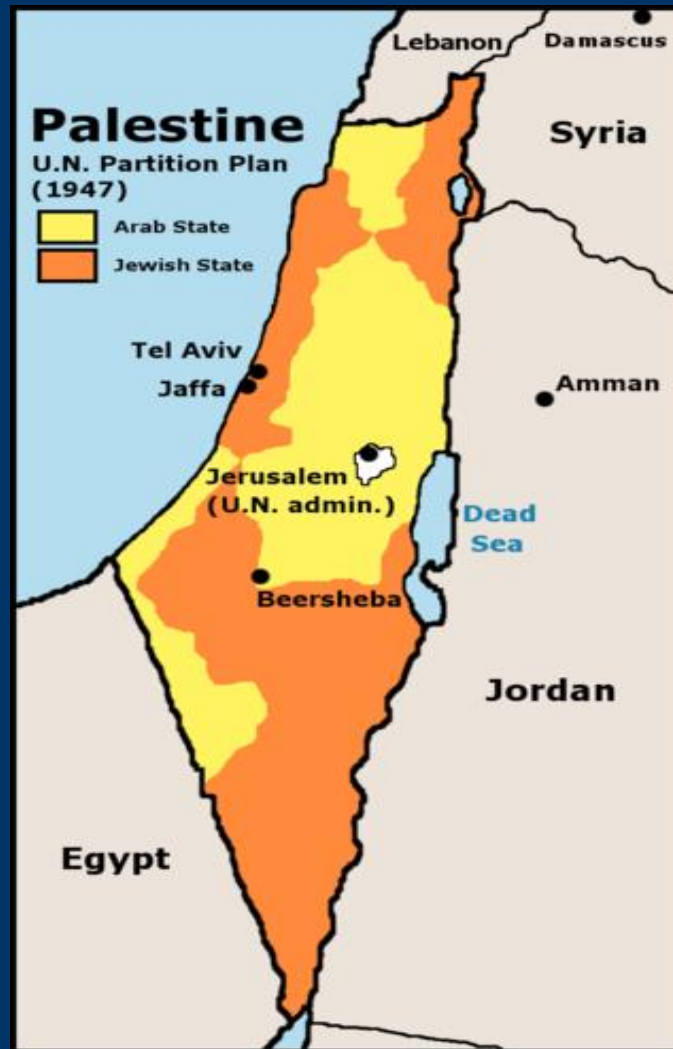 Lebanon
Damascus
Palestine
U.N. Partition Plan
(1947)
Syria
Arab State
Jewish State
Tel Aviv
Jaffa
Amman
Jerusalem
(U.N. admin.)
Dead
Sea
Beersheba
Jordan
Egypt